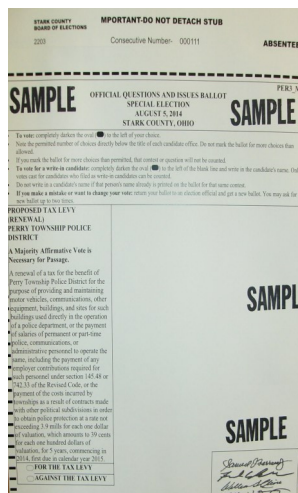 STARK COUNTY
BOARD OF ELECTIONS
MPORTANT-DO NOT DETACH STUB
2203
Consecutive Number- 000111
ABSENTE
PER3_N
SAMPLE
OFFICIAL QUESTIONS AND ISSUES BALLOT
SPECIAL ELECTION
AUGUST 5, 2014
STARK COUNTY, OHIO
SAMPLE
To vote: completely darken the oval ( ) to the left of your choice.
Note the permitted number of choices directly below the title of each candidate office. Do not mark the ballot for more choices than
allowed.
If you mark the ballot for more choices than permitted, that contest or question will not be counted.
To vote for a write-in candidate: completely darken the oval ( ) to the left of the blank line and write in the candidate's name. Only
votes cast for candidates who filed as write-in candidates can be counted.
Do not write in a candidate's name if that person's name already is printed on the ballot for that same contest.
If you make a mistake or want to change your vote: return your ballot to an election official and get a new ballot. You may ask for
new ballot up to two times.
PROPOSED TAX LEVY
(RENEWAL)
PERRY TOWNSHIP POLICE
DISTRICT
A Majority Affirmative Vote is
Necessary for Passage.
A renewal of a tax for the benefit of
Perry Township Police District for the
purpose of providing and maintaining
motor vehicles, communications, other
equipment, buildings, and sites for such
buildings used directly in the operation
of a police department, or the payment
of salaries of permanent or part-time
police, communications, or
administrative personnel to operate the
same, including the payment of any
employer contributions required for
such personnel under section 145.48 or
742.33 of the Revised Code, or the
payment of the costs incurred by
townships as a result of contracts made
with other political subdivisions in order
to obtain police protection at a rate not
exceeding 3.9 mills for each one dollar
of valuation, which amounts to 39 cents
for each one hundred dollars of
valuation, for 5 years, commencing in
2014, first due in calendar year 2015.
FOR THE TAX LEVY
AGAINST THE TAX LEVY
SAMPL
SAMPLE